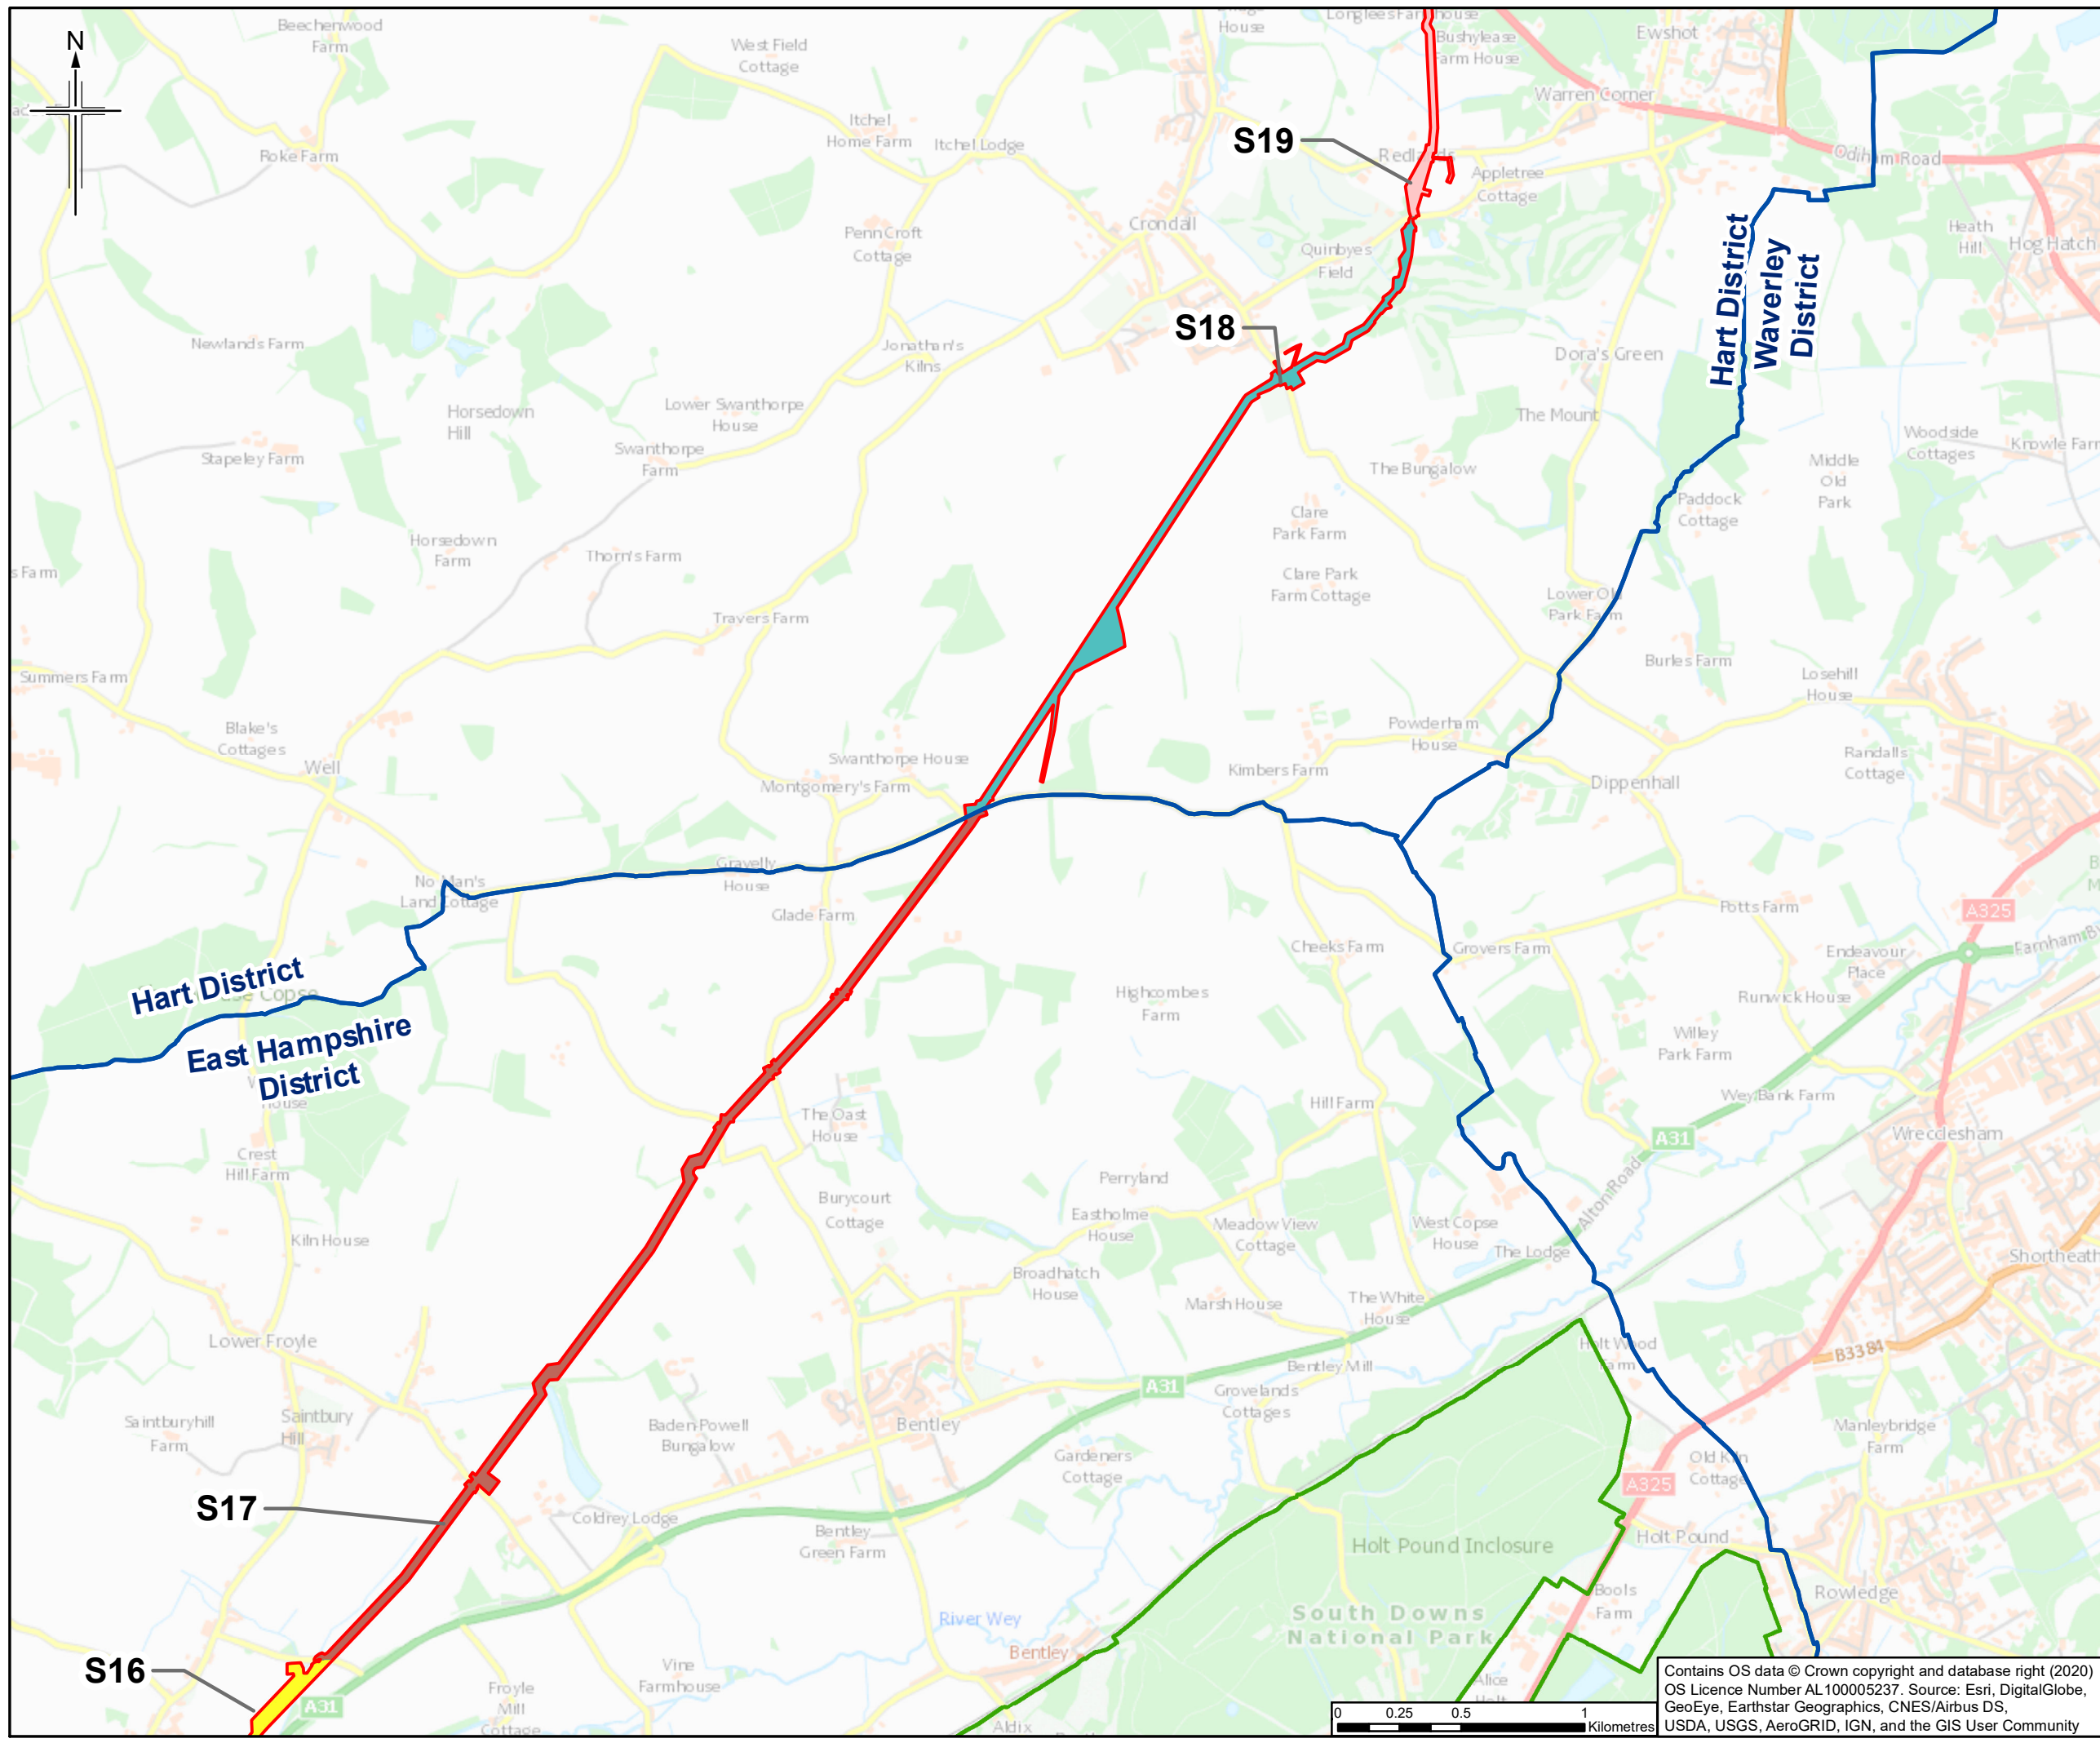 Beechenwood
Farm
N
West Field
Cottage
House
Bushylease
Farm House
Ewshot
Warren Corner
Roke Farm
Itchel
Home Farm
Itchel Lodge
S19
Odiham Road
Appletree
Cottage
Crondall
Penn Croft
Cottage
Quinbyes
Field
Heath
Hill
Hog Hatch
Hart District
Waverley
District
S18
Newlands Farm
Jonathan's
Kilns
Dora's Green
Lower Swanthorpe
House
Horsedown
Hill
The Mount
Stapeley Farm
Swanthorpe
Farm
The Bungalow
Woodside
Cottages
Knowle Farm
Middle
Old
Park
Paddock
Cottage
Clare
Park Farm
Horsedown
Farm
Thorn's Farm
s Farm
Clare Park
Farm Cottage
Lower Old
Park Farm
Travers Farm
Summers Farm
Burles Farm
Losehill
House
Blake's
Cottages
Powderham
House
Well
Swanthorpe House
Montgomery's Farm
Kimbers Farm
Dippenhall
Randalls
Cottage
Gravelly
House
No Man's
Land Cottage
Glade Farm
Potts Farm
A325
Cheeks Farm
Grovers Farm
Endeavour
Place
Farnham By
Hart District
Copse
East Hampshire
District
House
Highcombes
Farm
Runwick House
Willey
Park Farm
Wey Bank Farm
The Oast
House
Hill Farm
A31
Wrecclesham
Crest
Hill Farm
Perryland
Alton Road
Burycourt
Cottage
Eastholme
House
Meadow View
Cottage
West Copse
House
The Lodge
Kiln House
Shortheath
Broadhatch
House
Marsh House
The White
House
Lower Froyle
Holt Wood
Farm
B3384
Bentley Mill
A31
Grovelands
Cottages
Saintburyhill
Farm
Saintbury
Hill
Baden-Powell
Bungalow
Bentley
Manleybridge
Farm
Gardeners
Cottage
Old Kiln
Cottage
A325
S17
Coldrey Lodge
Bentley
Green Farm
Holt Pound Inclosure
Holt Pound
Bools
Farm
Rowledge
River Wey
South Downs
National Park
Bentley
S16
Vine
Farmhouse
A31
Froyle
Mill
Cottage
Alice
Aldix
0 0.25 0.5 1
Kilometres
Contains OS data © Crown copyright and database right (2020)
OS Licence Number AL100005237. Source: Esri, DigitalGlobe,
GeoEye, Earthstar Geographics, CNES/Airbus DS,
USDA, USGS, AeroGRID, IGN, and the GIS User Community